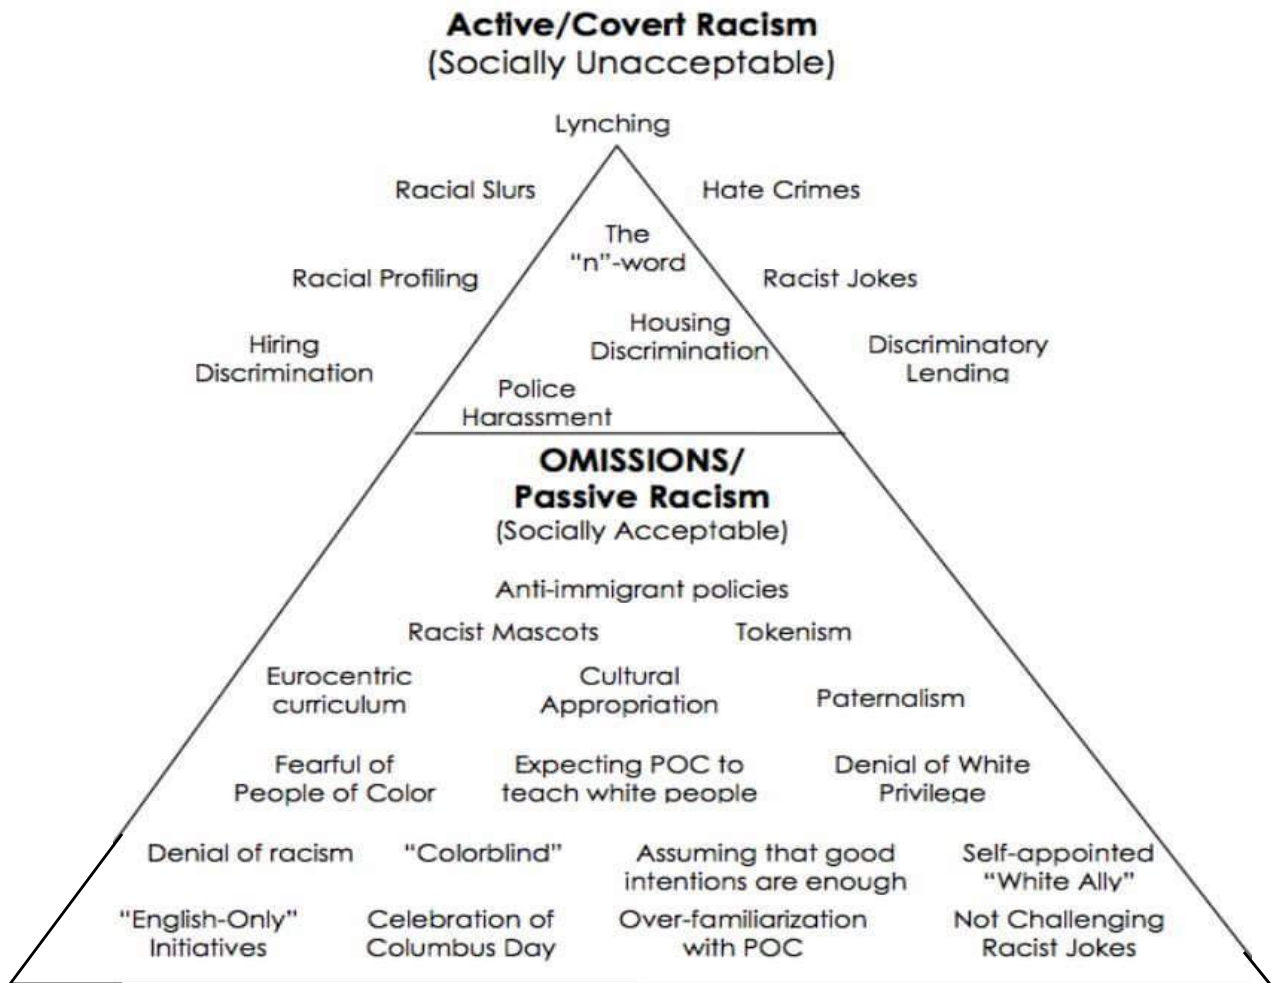 Active/Covert Racism
(Socially Unacceptable)
Lynching
Racial Slurs
Hate Crimes
The
"n"-word
Racial Profiling
Racist Jokes
Housing
Discrimination
Hiring
Discrimination
Discriminatory
Lending
Police
Harassment
OMISSIONS/
Passive Racism
(Socially Acceptable)
Anti-immigrant policies
Racist Mascots
Tokenism
Eurocentric
curriculum
Cultural
Appropriation
Paternalism
Fearful of
People of Color
Expecting POC to
teach white people
Denial of White
Privilege
Denial of racism
"Colorblind"
Assuming that good
intentions are enough
Self-appointed
"White Ally"
"English-Only"
Initiatives
Celebration of
Columbus Day
Over-familiarization
with POC
Not Challenging
Racist Jokes